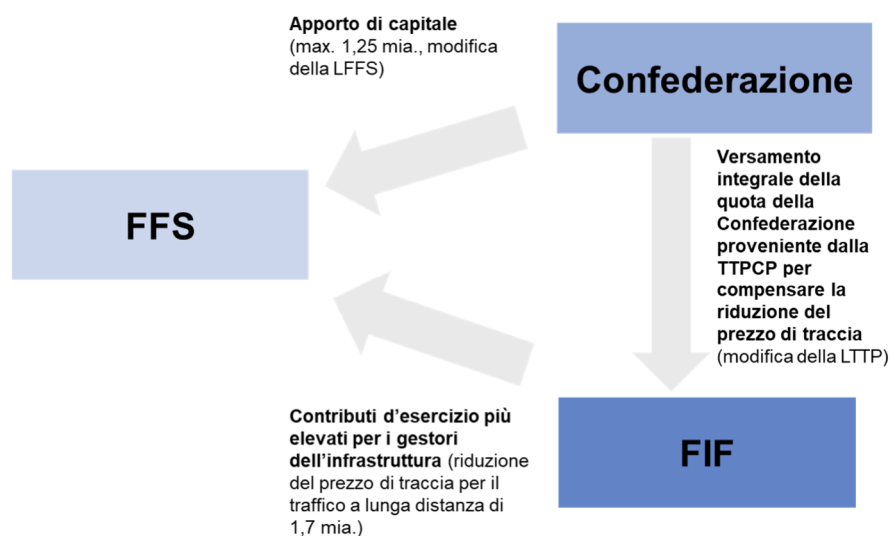 Apporto di capitale
(max. 1,25 mia., modifica
della LFFS)
Confederazione
FFS
Versamento
integrale della
quota della
Confederazione
proveniente dalla
TTPCP per
compensare la
riduzione del
prezzo di traccia
(modifica della LTTP)
Contributi d’esercizio più
elevati per i gestori
dell’infrastruttura (riduzione
del prezzo di traccia per il
traffico a lunga distanza di
1,7 mia.)
FIF